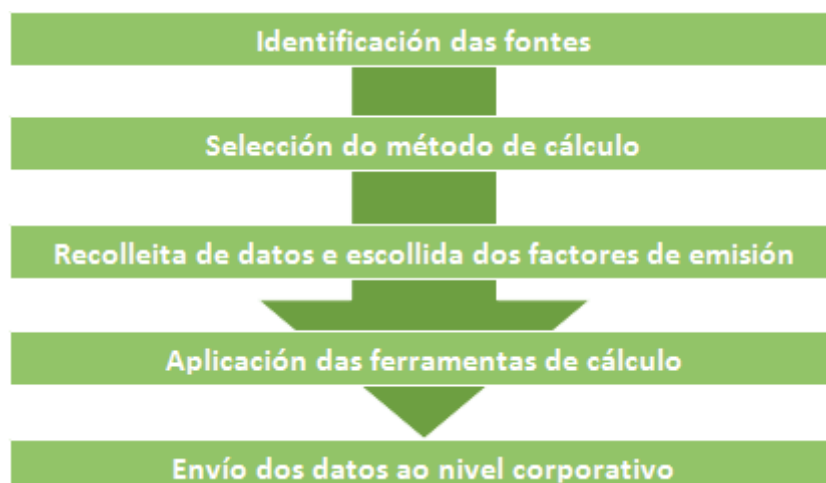 Identificación das fontes
Selección do método de cálculo
Recolleita de datos e escollida dos factores de emisión
Aplicación das ferramentas de cálculo
Envío dos datos ao nivel corporativo